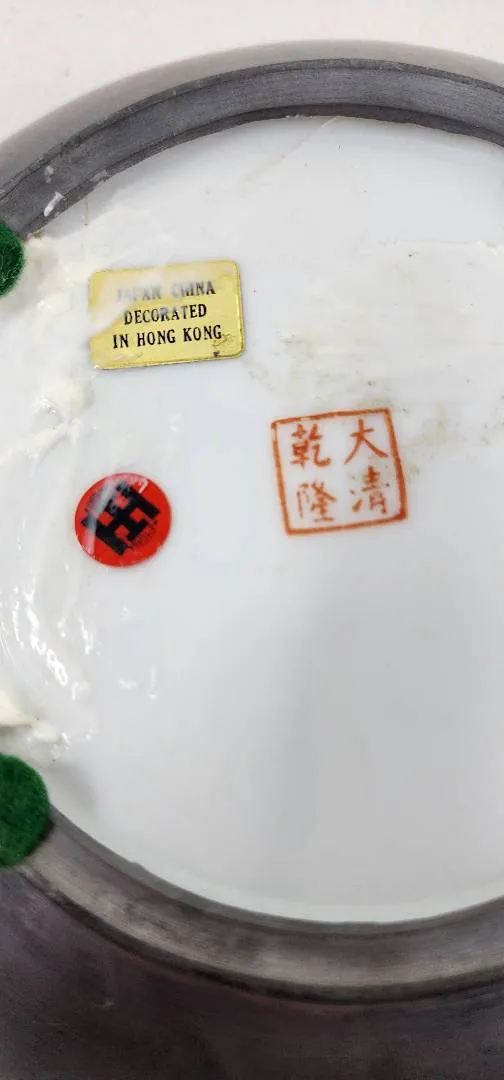 JAPAN CHINA
DECORATED
IN HONG KONG
大清
乾隆